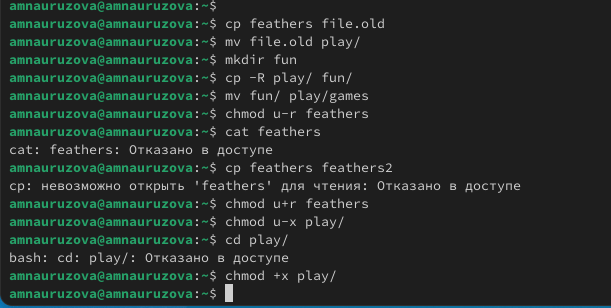 amnauruzova@amnauruzova:~$
amnauruzova@amnauruzova:~$ cp feathers file.old
amnauruzova@amnauruzova:~$ mv file.old play/
amnauruzova@amnauruzova:~$ mkdir fun
amnauruzova@amnauruzova:~$ cp -R play/ fun/
amnauruzova@amnauruzova:~$ mv fun/ play/games
amnauruzova@amnauruzova:~$ chmod u-r feathers
amnauruzova@amnauruzova:~$ cat feathers
cat: feathers: Отказано в доступе
amnauruzova@amnauruzova:~$ cp feathers feathers2
cp: невозможно открыть 'feathers' для чтения: Отказано в доступе
amnauruzova@amnauruzova:~$ chmod u+r feathers
amnauruzova@amnauruzova:~$ chmod u-x play/
amnauruzova@amnauruzova:~$ cd play/
bash: cd: play/: Отказано в доступе
amnauruzova@amnauruzova:~$ chmod +x play/
amnauruzova@amnauruzova:~$